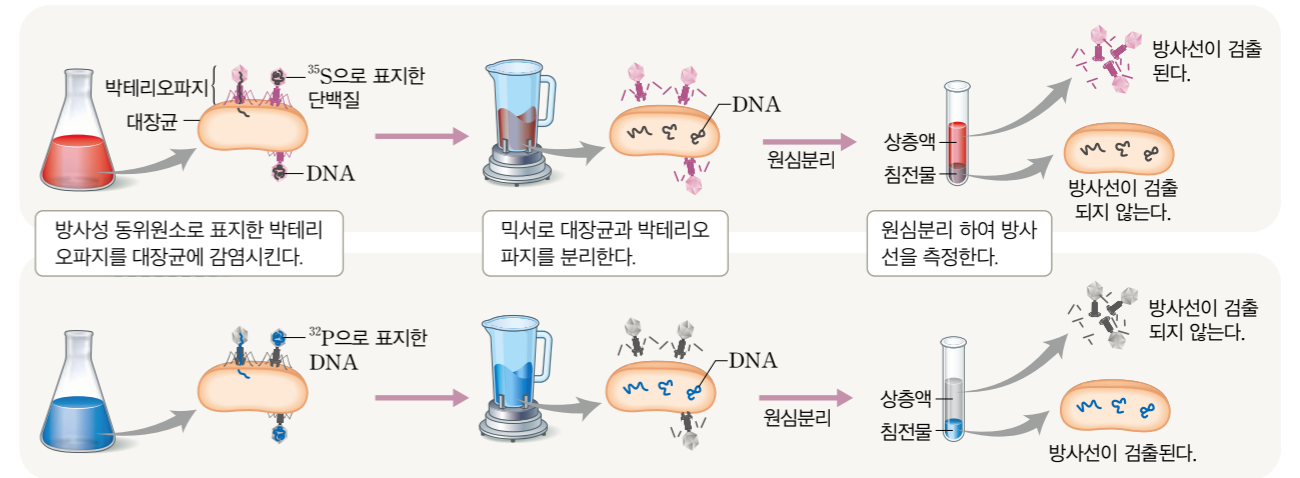 박테리오파지
대장균
³⁵S으로 표지한
단백질
DNA
DNA
원심분리
상층액
침전물
방사선이 검출
된다.
방사선이 검출
되지 않는다.
방사성 동위원소로 표지한 박테리
오파지를 대장균에 감염시킨다.
믹서로 대장균과 박테리오
파지를 분리한다.
원심분리 하여 방사
선을 측정한다.
³²P으로 표지한
DNA
DNA
원심분리
상층액
침전물
방사선이 검출
되지 않는다.
방사선이 검출된다.